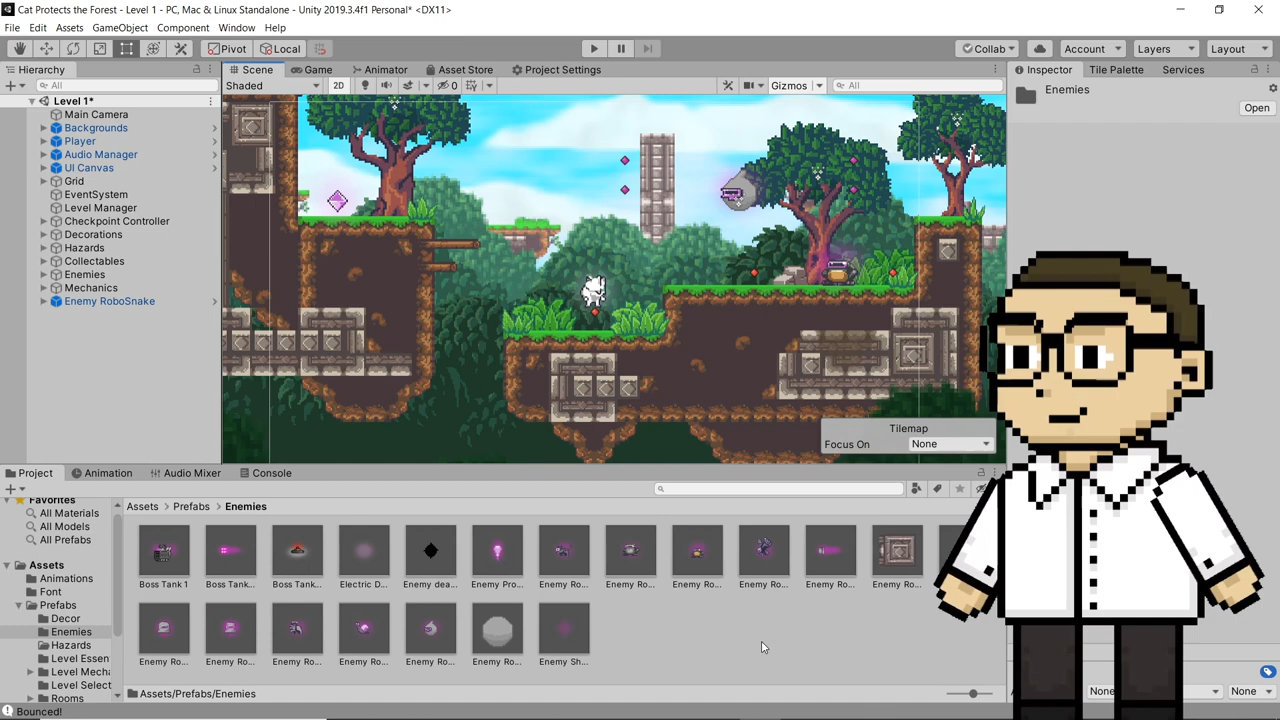 Cat Protects the Forest - Level 1 - PC, Mac & Linux Standalone - Unity 2019.3.4f1 Personal* <DX11>
File Edit Assets GameObject Component Window Help
Pivot Local Collab Account Layers Layout
Hierarchy
Scene Game Animator Asset Store Project Settings
Inspector Tile Palette Services
All
Shaded 2D 0 Gizmos All
Enemies
Open
Level 1*
Main Camera
Backgrounds
Player
Audio Manager
UI Canvas
Grid
EventSystem
Level Manager
Checkpoint Controller
Decorations
Hazards
Collectables
Enemies
Mechanics
Enemy RoboSnake
Tilemap
Focus On None
Project Animation Audio Mixer Console
Favorites
All Materials
All Models
All Prefabs
Assets
Animations
Font
Prefabs
Decor
Enemies
Hazards
Level Essen
Level Mech
Level Select
Rooms
Assets > Prefabs > Enemies
Boss Tank 1 Boss Tank... Boss Tank... Electric D... Enemy dea... Enemy Pro... Enemy Ro... Enemy Ro... Enemy Ro... Enemy Ro... Enemy Ro... Enemy Ro...
Enemy Ro... Enemy Ro... Enemy Ro... Enemy Ro... Enemy Ro... Enemy Ro... Enemy Sh...
Assets/Prefabs/Enemies
None None
Bounced!